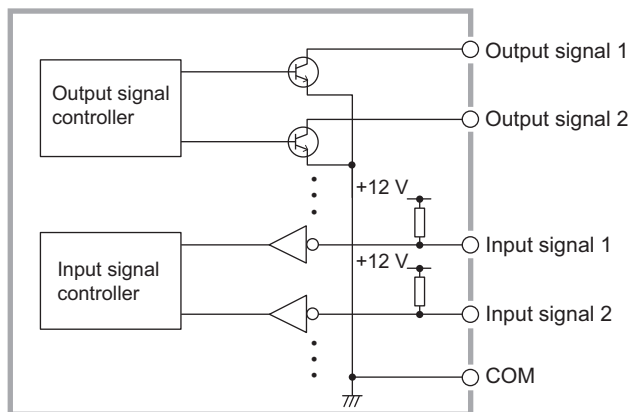 Output signal 1
Output signal
controller
Output signal 2
+12 V
Input signal 1
+12 V
Input signal
controller
Input signal 2
COM